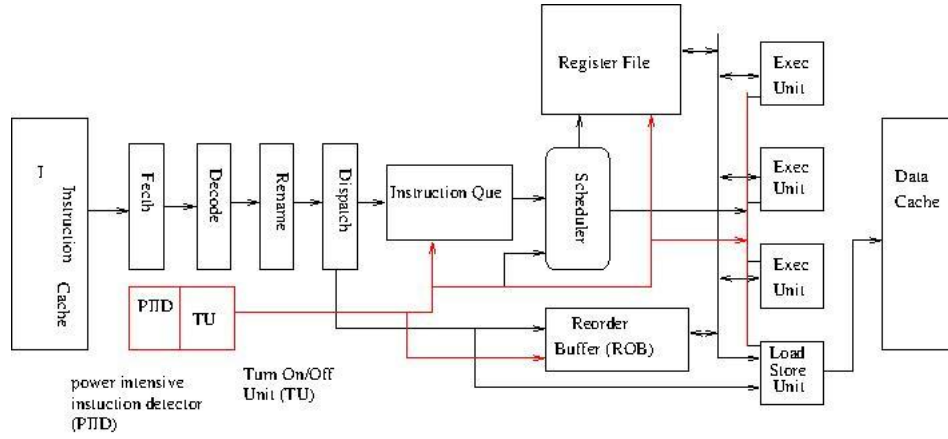 I
Instruction Cache
Fecth
Decode
Rename
Dispatch
Instruction Que
Scheduler
Register File
Exec
Unit
Exec
Unit
Exec
Unit
Data
Cache
PIID
TU
Reorder
Buffer (ROB)
Load
Store
Unit
power intensive
instuction detector
(PIID)
Turn On/Off
Unit (TU)